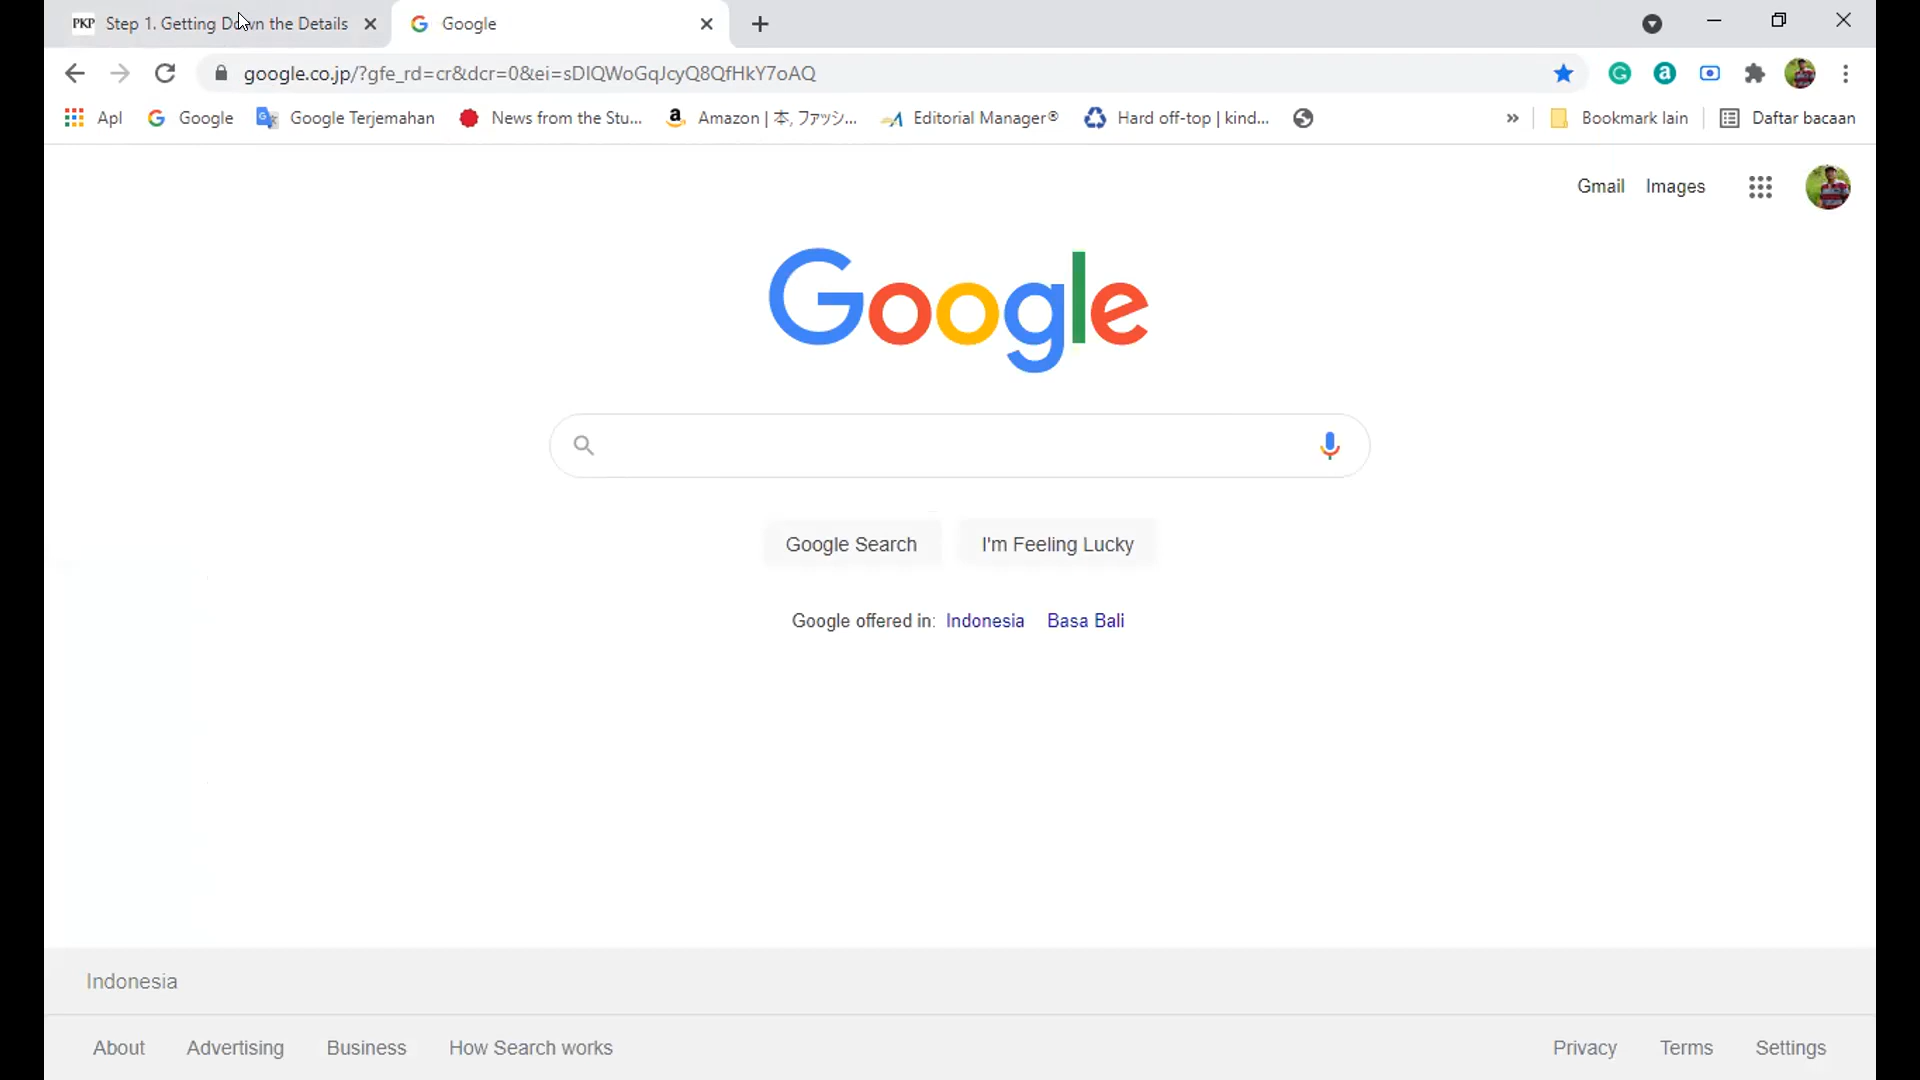 PKP Step 1. Getting Down the Details
Google
google.co.jp/?gfe_rd=cr&dcr=0&ei=sDlQWoGqJcyQ8QfHkY7oAQ
Apl Google Google Terjemahan News from the Stu... Amazon | 本, ファッシ... Editorial Manager® Hard off-top | kind... » Bookmark lain Daftar bacaan
Gmail Images
Google
Google Search I'm Feeling Lucky
Google offered in: Indonesia Basa Bali
Indonesia
About Advertising Business How Search works Privacy Terms Settings